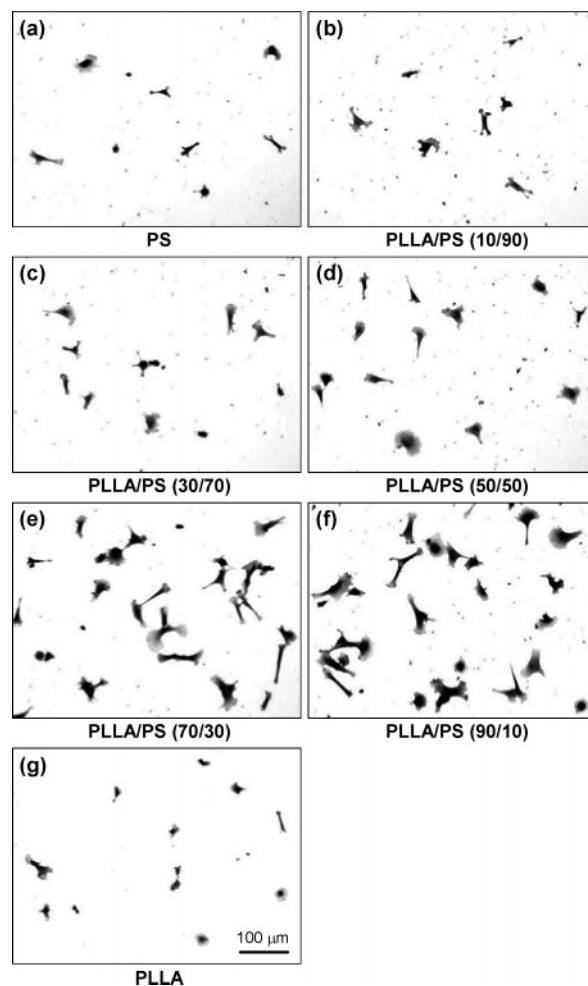 (a)
(b)
PS
PLLA/PS (10/90)
(c)
(d)
PLLA/PS (30/70)
PLLA/PS (50/50)
(e)
(f)
PLLA/PS (70/30)
PLLA/PS (90/10)
(g)
100 μm
PLLA